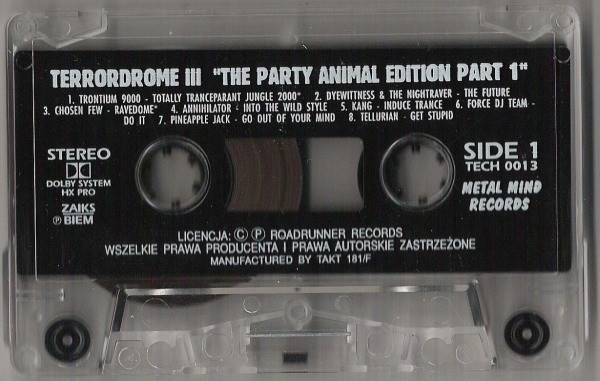 TERRORDROME III "THE PARTY ANIMAL EDITION PART 1"
1. TRONTIUM 9000 - TOTALLY TRANCEPARANT JUNGLE 2000" 2. DYEWITNESS & THE NIGHTRAVER - THE FUTURE
3. CHOSEN FEW - RAVEDOME" 4. ANNIHILATOR - INTO THE WILD STYLE 5. KANG - INDUCE TRANCE 6. FORCE DJ TEAM -
DO IT 7. PINEAPPLE JACK - GO OUT OF YOUR MIND 8. TELLURIAN - GET STUPID
STEREO
DOLBY SYSTEM
HX PRO
ZAIKS
Ⓟ BIEM
SIDE 1
TECH 0013
METAL MIND
RECORDS
LICENCJA: © Ⓟ ROADRUNNER RECORDS
WSZELKIE PRAWA PRODUCENTA I PRAWA AUTORSKIE ZASTRZEŻONE
MANUFACTURED BY TAKT 181/F